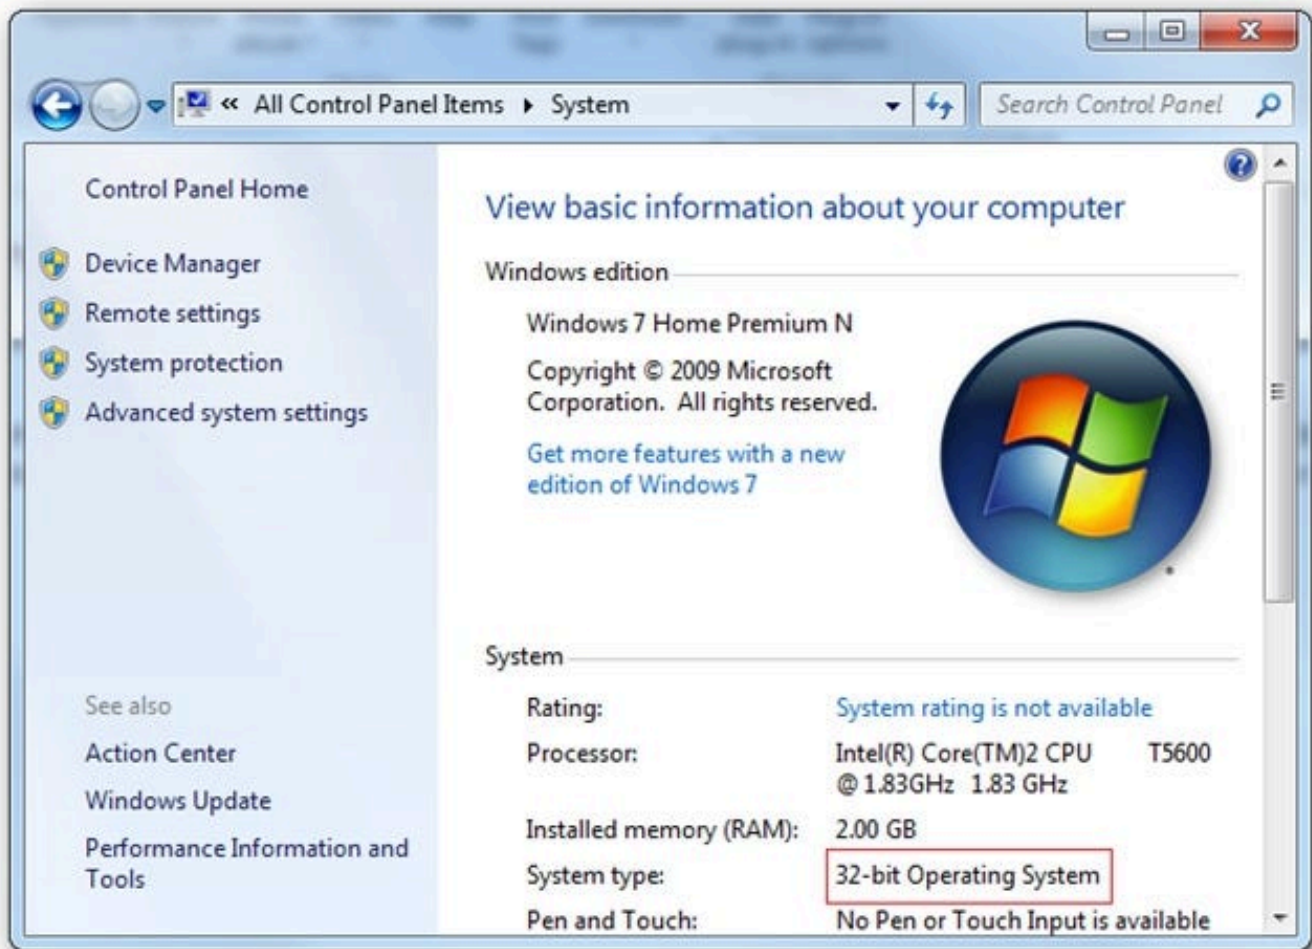 « All Control Panel Items ▸ System
Search Control Panel
Control Panel Home
Device Manager
Remote settings
System protection
Advanced system settings
See also
Action Center
Windows Update
Performance Information and
Tools
View basic information about your computer
Windows edition
Windows 7 Home Premium N
Copyright © 2009 Microsoft
Corporation. All rights reserved.
Get more features with a new
edition of Windows 7
System
Rating: System rating is not available
Processor: Intel(R) Core(TM)2 CPU T5600
@ 1.83GHz 1.83 GHz
Installed memory (RAM): 2.00 GB
System type: 32-bit Operating System
Pen and Touch: No Pen or Touch Input is available